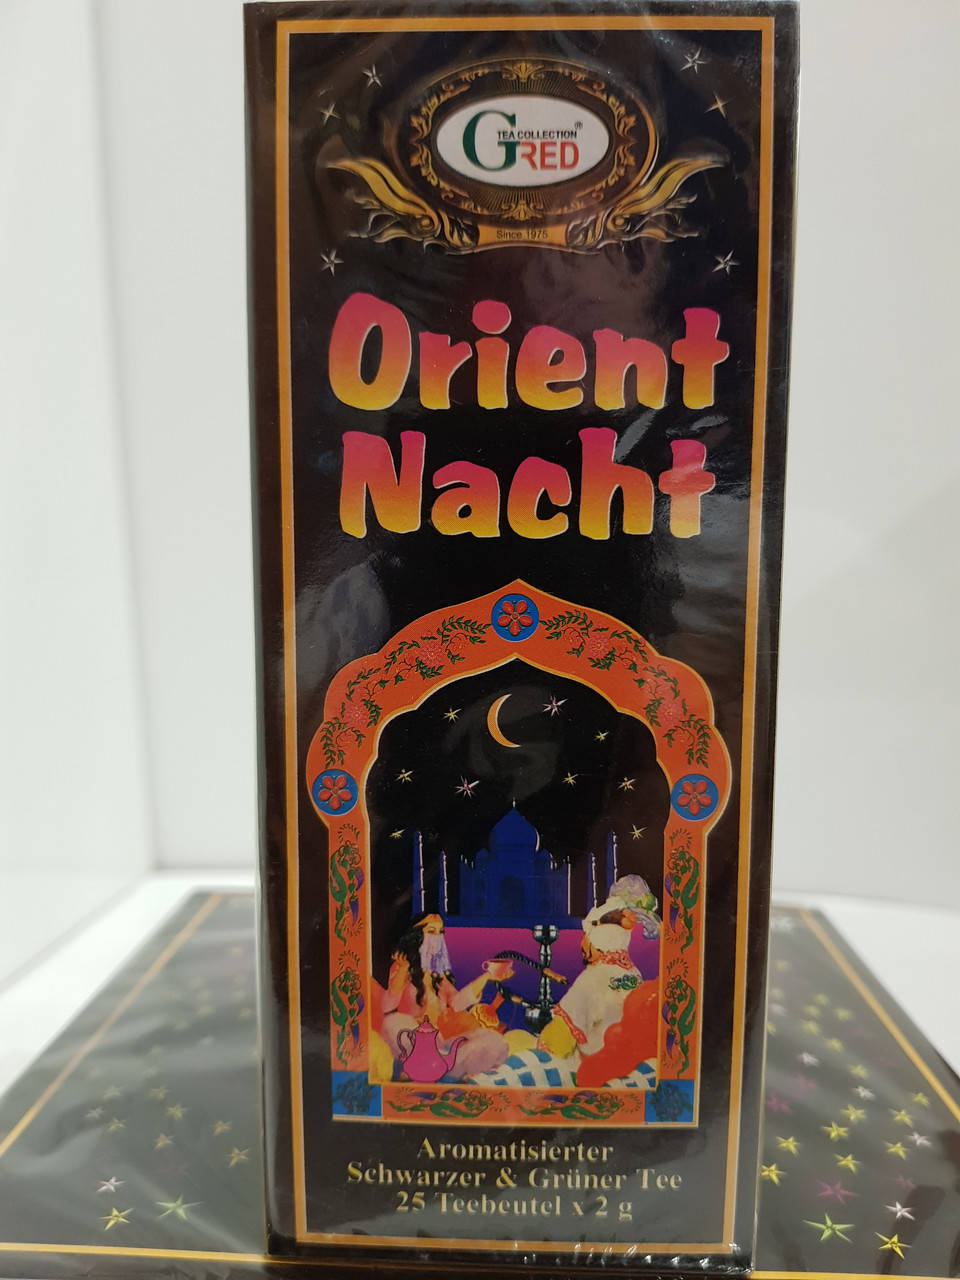 TEA COLLECTION®
GRED
Since 1975
Orient
Nacht
Aromatisierter
Schwarzer & Grüner Tee
25 Teebeutel x 2 g